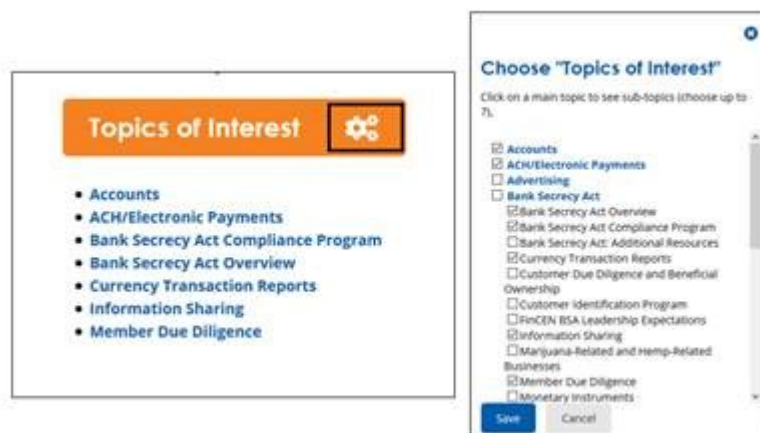 Topics of Interest
Accounts
ACH/Electronic Payments
Bank Secrecy Act Compliance Program
Bank Secrecy Act Overview
Currency Transaction Reports
Information Sharing
Member Due Diligence
Choose "Topics of Interest"
Click on a main topic to see sub-topics (choose up to
7).
Accounts
ACH/Electronic Payments
Advertising
Bank Secrecy Act
Bank Secrecy Act Overview
Bank Secrecy Act Compliance Program
Bank Secrecy Act: Additional Resources
Currency Transaction Reports
Customer Due Diligence and Beneficial
Ownership
Customer Identification Program
FinCEN BSA Leadership Expectations
Information Sharing
Marijuana-Related and Hemp-Related
Businesses
Member Due Diligence
Monetary Instruments
Save
Cancel